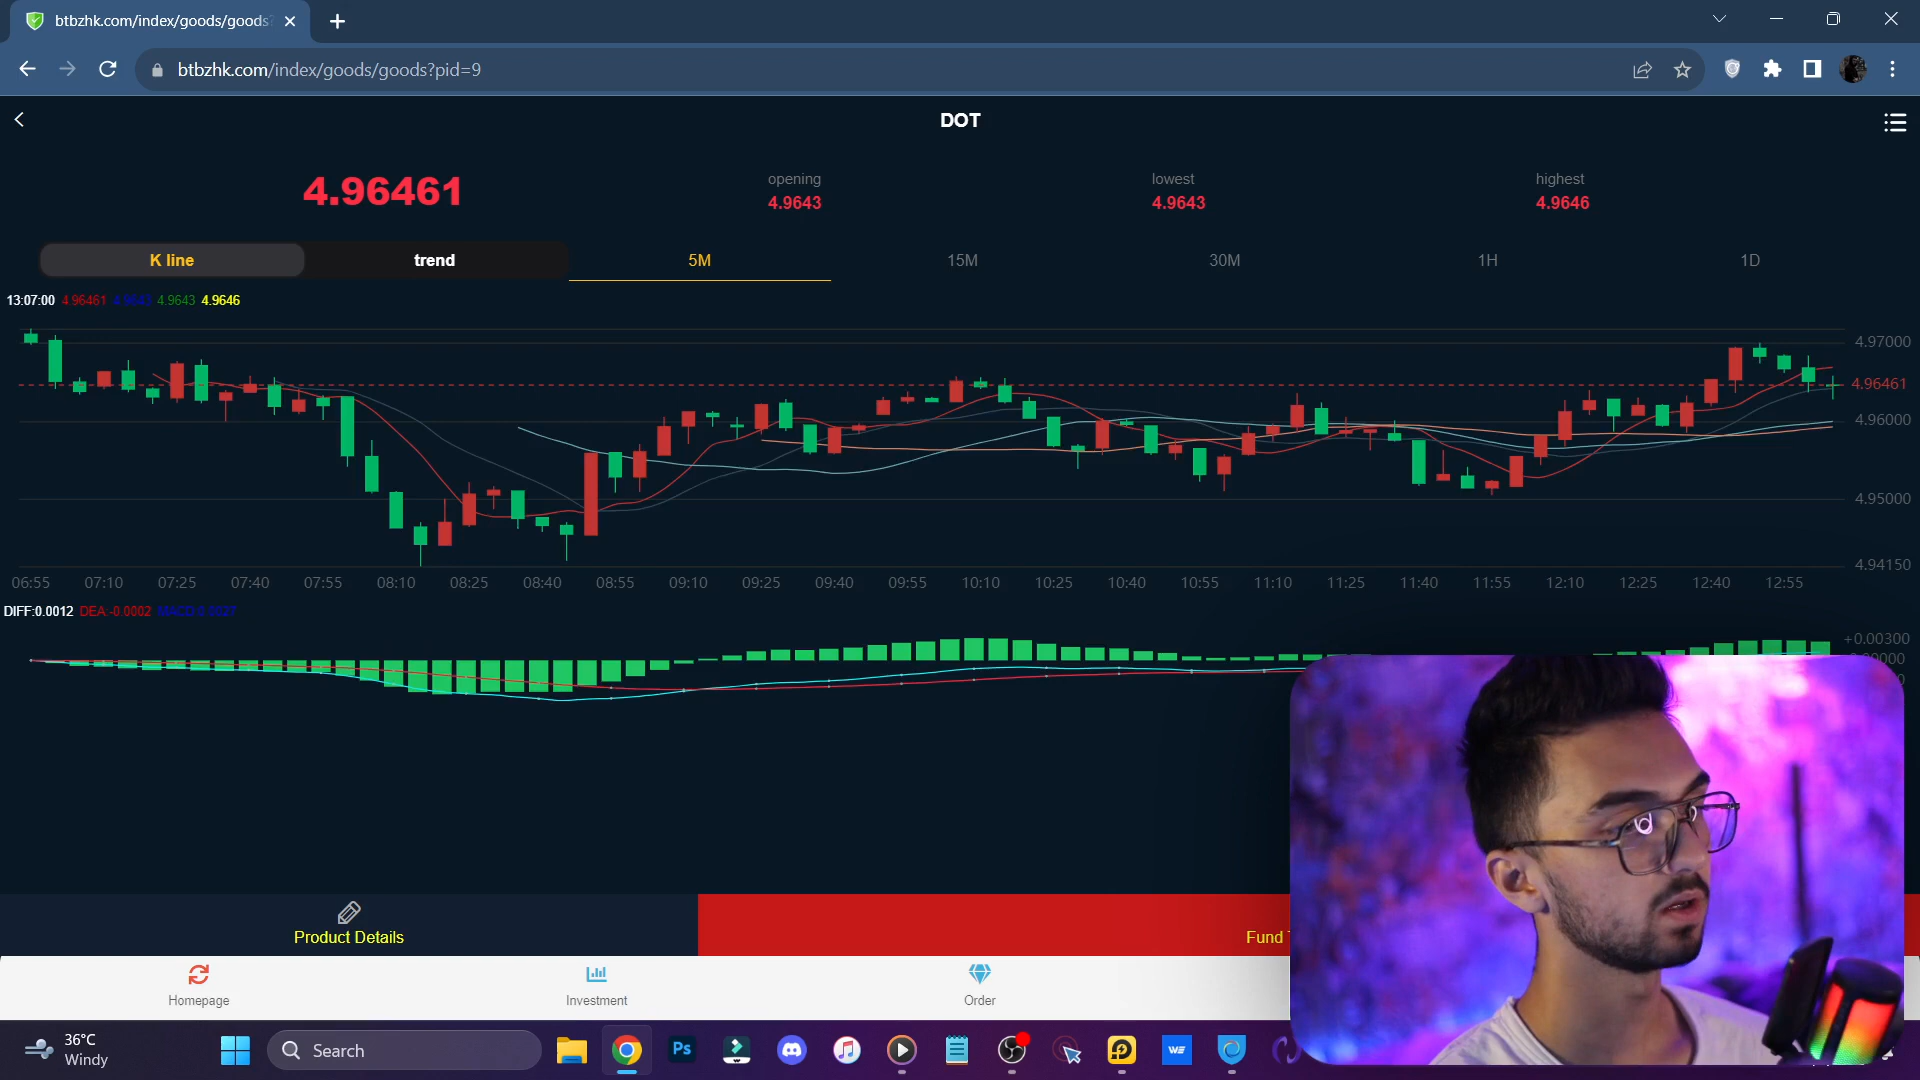 btbzhk.com/index/goods/goods?
btbzhk.com/index/goods/goods?pid=9
DOT
4.96461
opening
4.9643
lowest
4.9643
highest
4.9646
K line
trend
5M
15M
30M
1H
1D
13:07:00 4.96461 4.9643 4.9643 4.9646
4.97000
4.96461
4.96000
4.95000
4.94150
06:55 07:10 07:25 07:40 07:55 08:10 08:25 08:40 08:55 09:10 09:25 09:40 09:55 10:10 10:25 10:40 10:55 11:10 11:25 11:40 11:55 12:10 12:25 12:40 12:55
DIFF:0.0012 DEA:-0.0002
+0.00300
Product Details
Fund
Homepage
Investment
Order
36°C
Windy
Search
Ps
WE